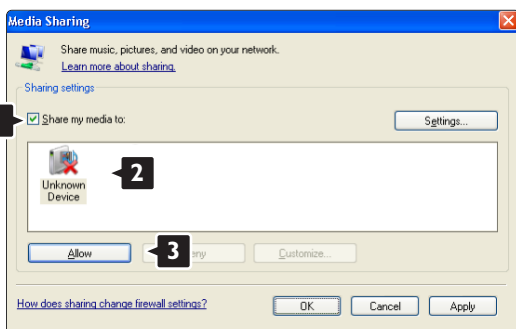 Media Sharing
Share music, pictures, and video on your network.
Learn more about sharing.
Sharing settings
Share my media to:
Settings...
2
Unknown
Device
Allow
3
Customize...
How does sharing change firewall settings?
OK
Cancel
Apply